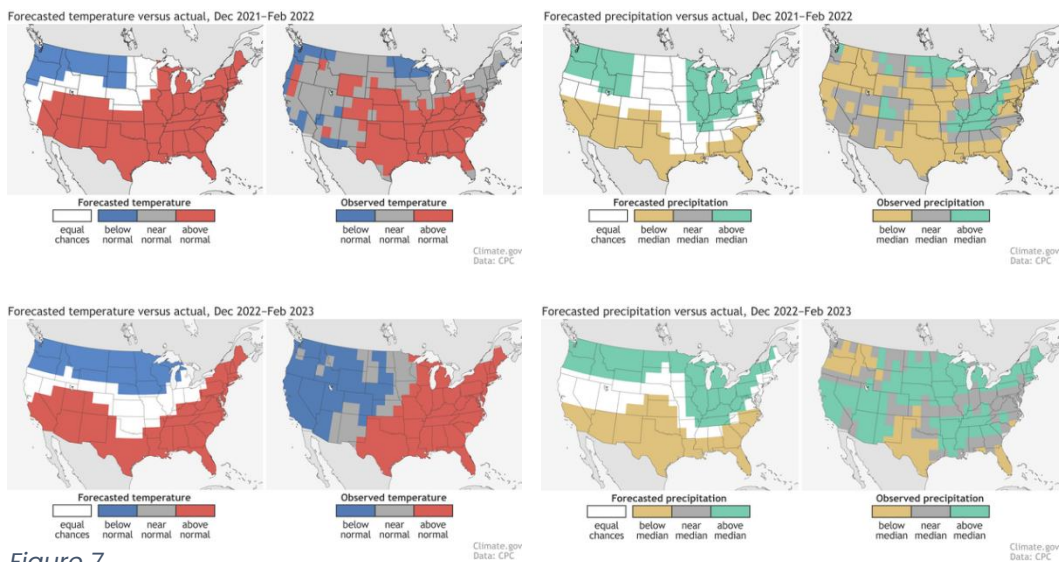 Forecasted temperature versus actual, Dec 2021–Feb 2022
Forecasted temperature
equal chances
below normal
near normal
above normal
Observed temperature
below normal
near normal
above normal
Climate.gov
Data: CPC
Forecasted precipitation versus actual, Dec 2021–Feb 2022
Forecasted precipitation
equal chances
below median
near median
above median
Observed precipitation
below median
near median
above median
Climate.gov
Data: CPC
Forecasted temperature versus actual, Dec 2022–Feb 2023
Forecasted temperature
equal chances
below normal
near normal
above normal
Observed temperature
below normal
near normal
above normal
Climate.gov
Data: CPC
Forecasted precipitation versus actual, Dec 2022–Feb 2023
Forecasted precipitation
equal chances
below median
near median
above median
Observed precipitation
below median
near median
above median
Climate.gov
Data: CPC
Figure 7